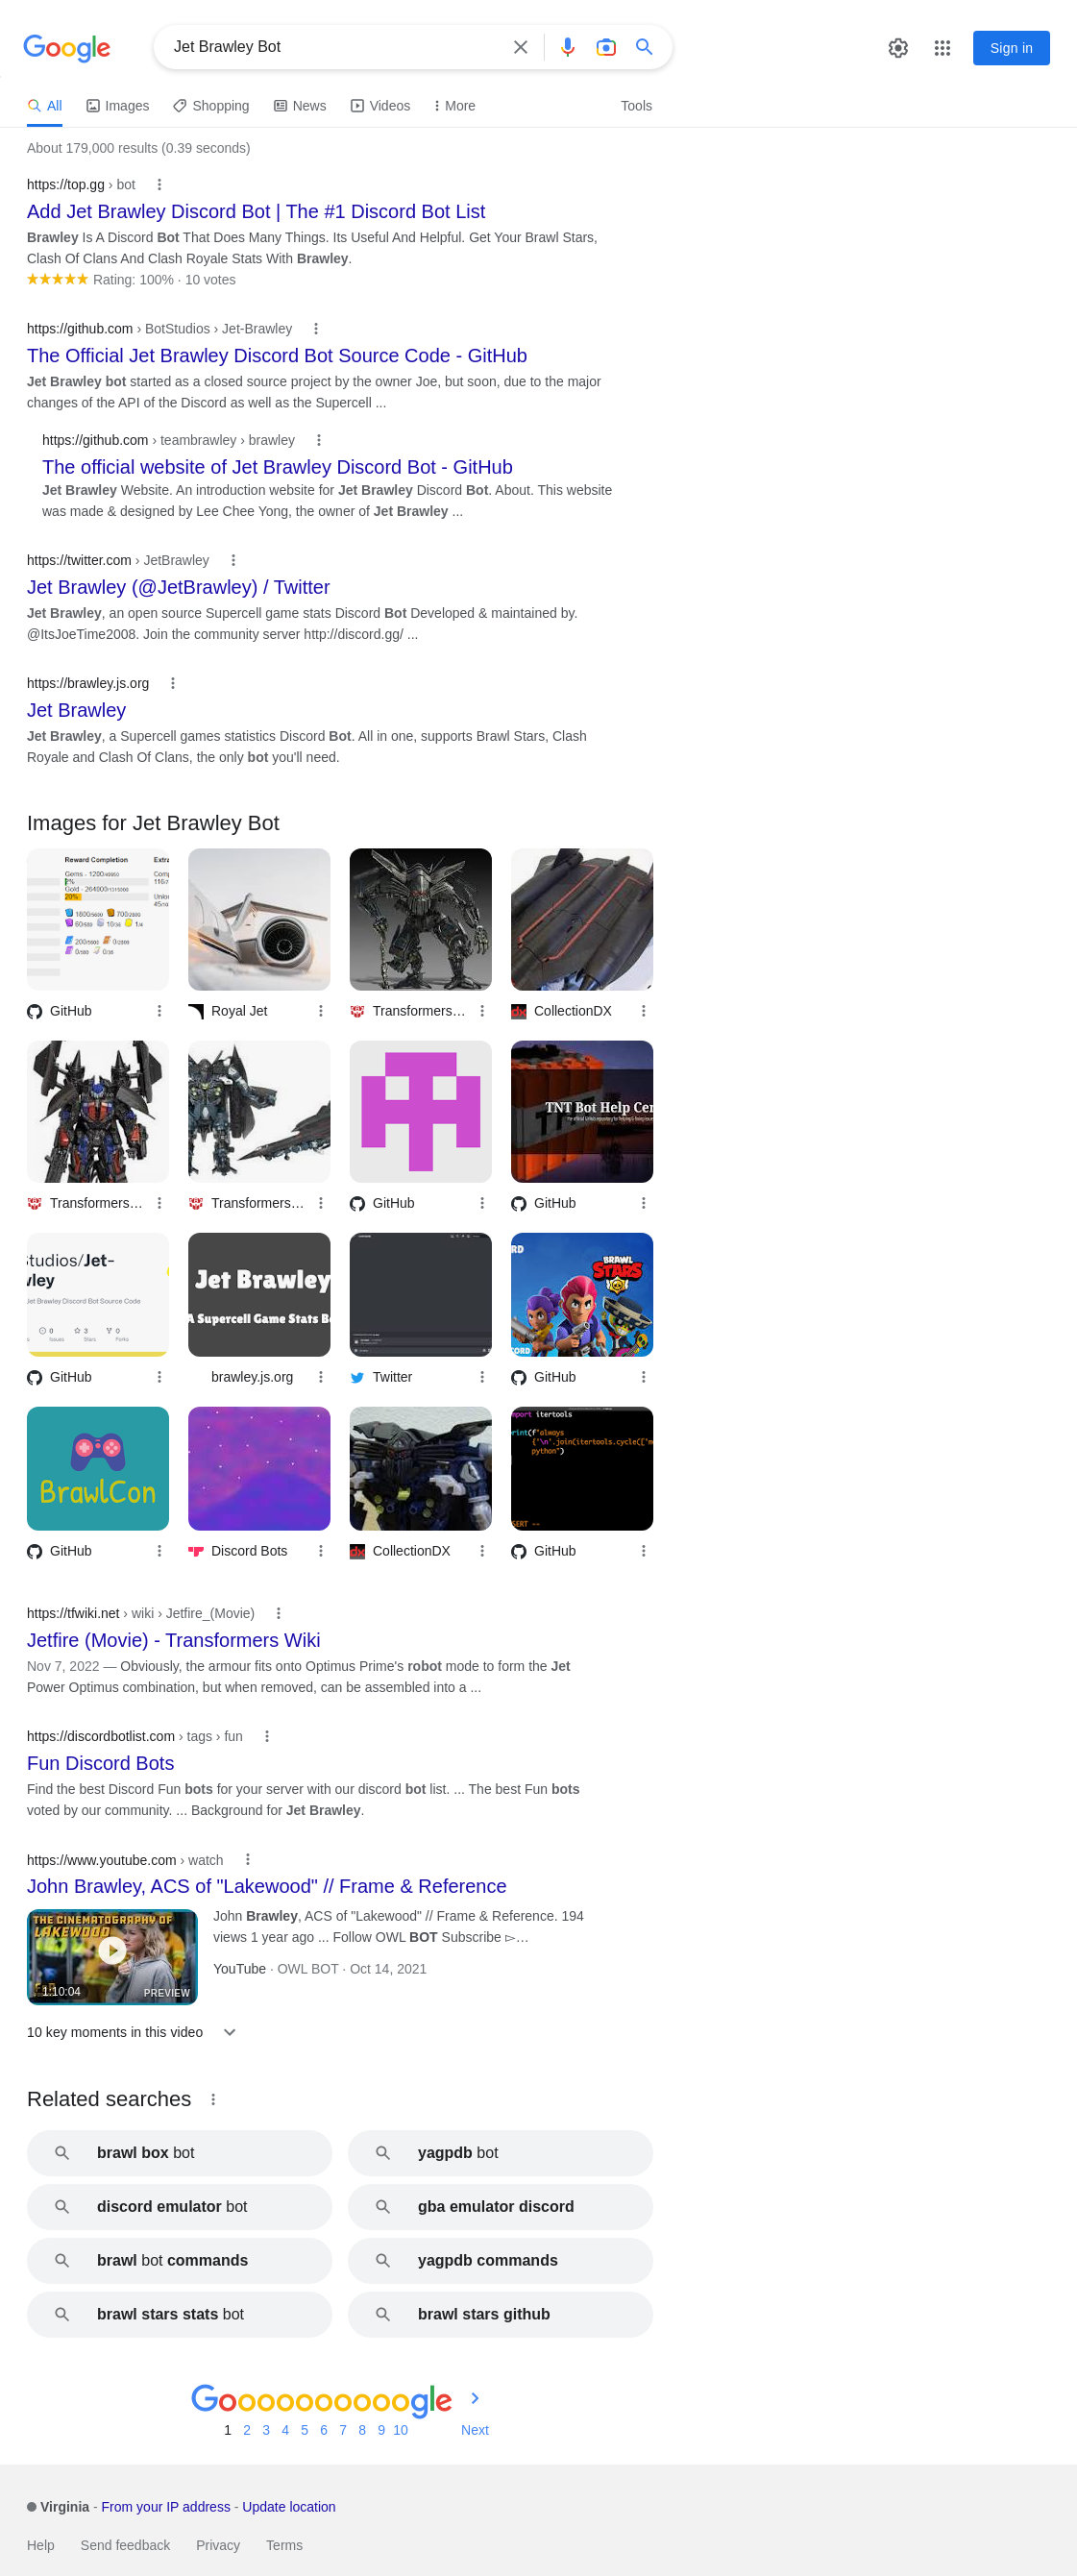 Google
Jet Brawley Bot
Sign in
All
Images
Shopping
News
Videos
More
Tools
About 179,000 results (0.39 seconds)
https://top.gg › bot
Add Jet Brawley Discord Bot | The #1 Discord Bot List
Brawley Is A Discord Bot That Does Many Things. Its Useful And Helpful. Get Your Brawl Stars,
Clash Of Clans And Clash Royale Stats With Brawley.
Rating: 100% · 10 votes
https://github.com › BotStudios › Jet-Brawley
The Official Jet Brawley Discord Bot Source Code - GitHub
Jet Brawley bot started as a closed source project by the owner Joe, but soon, due to the major
changes of the API of the Discord as well as the Supercell ...
https://github.com › teambrawley › brawley
The official website of Jet Brawley Discord Bot - GitHub
Jet Brawley Website. An introduction website for Jet Brawley Discord Bot. About. This website
was made & designed by Lee Chee Yong, the owner of Jet Brawley ...
https://twitter.com › JetBrawley
Jet Brawley (@JetBrawley) / Twitter
Jet Brawley, an open source Supercell game stats Discord Bot Developed & maintained by.
@ItsJoeTime2008. Join the community server http://discord.gg/ ...
https://brawley.js.org
Jet Brawley
Jet Brawley, a Supercell games statistics Discord Bot. All in one, supports Brawl Stars, Clash
Royale and Clash Of Clans, the only bot you'll need.
Images for Jet Brawley Bot
Reward Completion
Extra
Gems - 1200
Gold - 264000
20%
GitHub
Royal Jet
Transformers...
CollectionDX
TNT Bot Help Cen
Transformers...
Transformers...
GitHub
GitHub
Studios/Jet-
wley
Jet Brawley Discord Bot Source Code
0
3
0
Issues
Stars
Forks
Jet Brawley
A Supercell Game Stats Bo
BRAWL
STARS
GitHub
brawley.js.org
Twitter
GitHub
BrawlCon
import itertools
print(f"always
{'\n'.join(itertools.cycle(["m
python")
SERT --
GitHub
Discord Bots
CollectionDX
GitHub
https://tfwiki.net › wiki › Jetfire_(Movie)
Jetfire (Movie) - Transformers Wiki
Nov 7, 2022 — Obviously, the armour fits onto Optimus Prime's robot mode to form the Jet
Power Optimus combination, but when removed, can be assembled into a ...
https://discordbotlist.com › tags › fun
Fun Discord Bots
Find the best Discord Fun bots for your server with our discord bot list. ... The best Fun bots
voted by our community. ... Background for Jet Brawley.
https://www.youtube.com › watch
John Brawley, ACS of "Lakewood" // Frame & Reference
THE CINEMATOGRAPHY OF
LAKEWOOD
1:10:04
PREVIEW
John Brawley, ACS of "Lakewood" // Frame & Reference. 194
views 1 year ago ... Follow OWL BOT Subscribe ▻...
YouTube · OWL BOT · Oct 14, 2021
10 key moments in this video
Related searches
brawl box bot
yagpdb bot
discord emulator bot
gba emulator discord
brawl bot commands
yagpdb commands
brawl stars stats bot
brawl stars github
Goooooooooogle
1 2 3 4 5 6 7 8 9 10 Next
Virginia - From your IP address - Update location
Help
Send feedback
Privacy
Terms